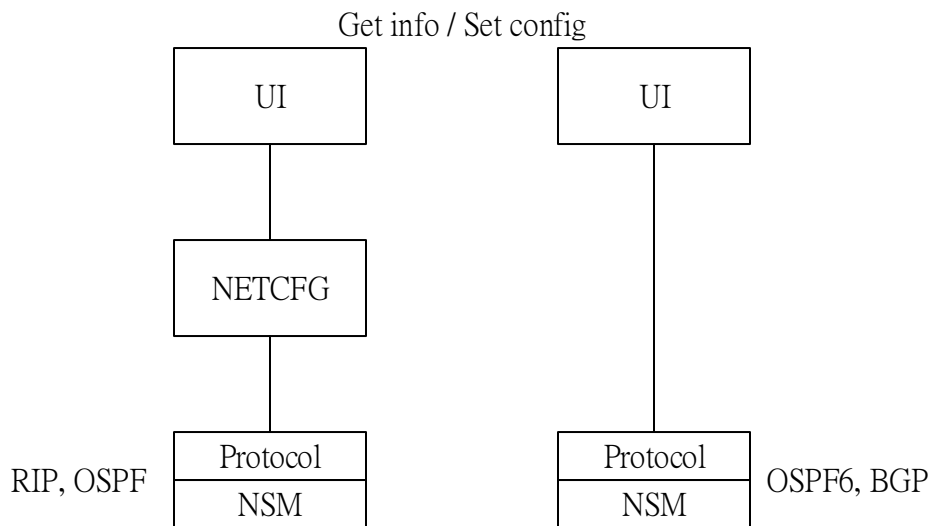 Get info / Set config
UI
UI
NETCFG
RIP, OSPF
Protocol
NSM
Protocol
NSM
OSPF6, BGP